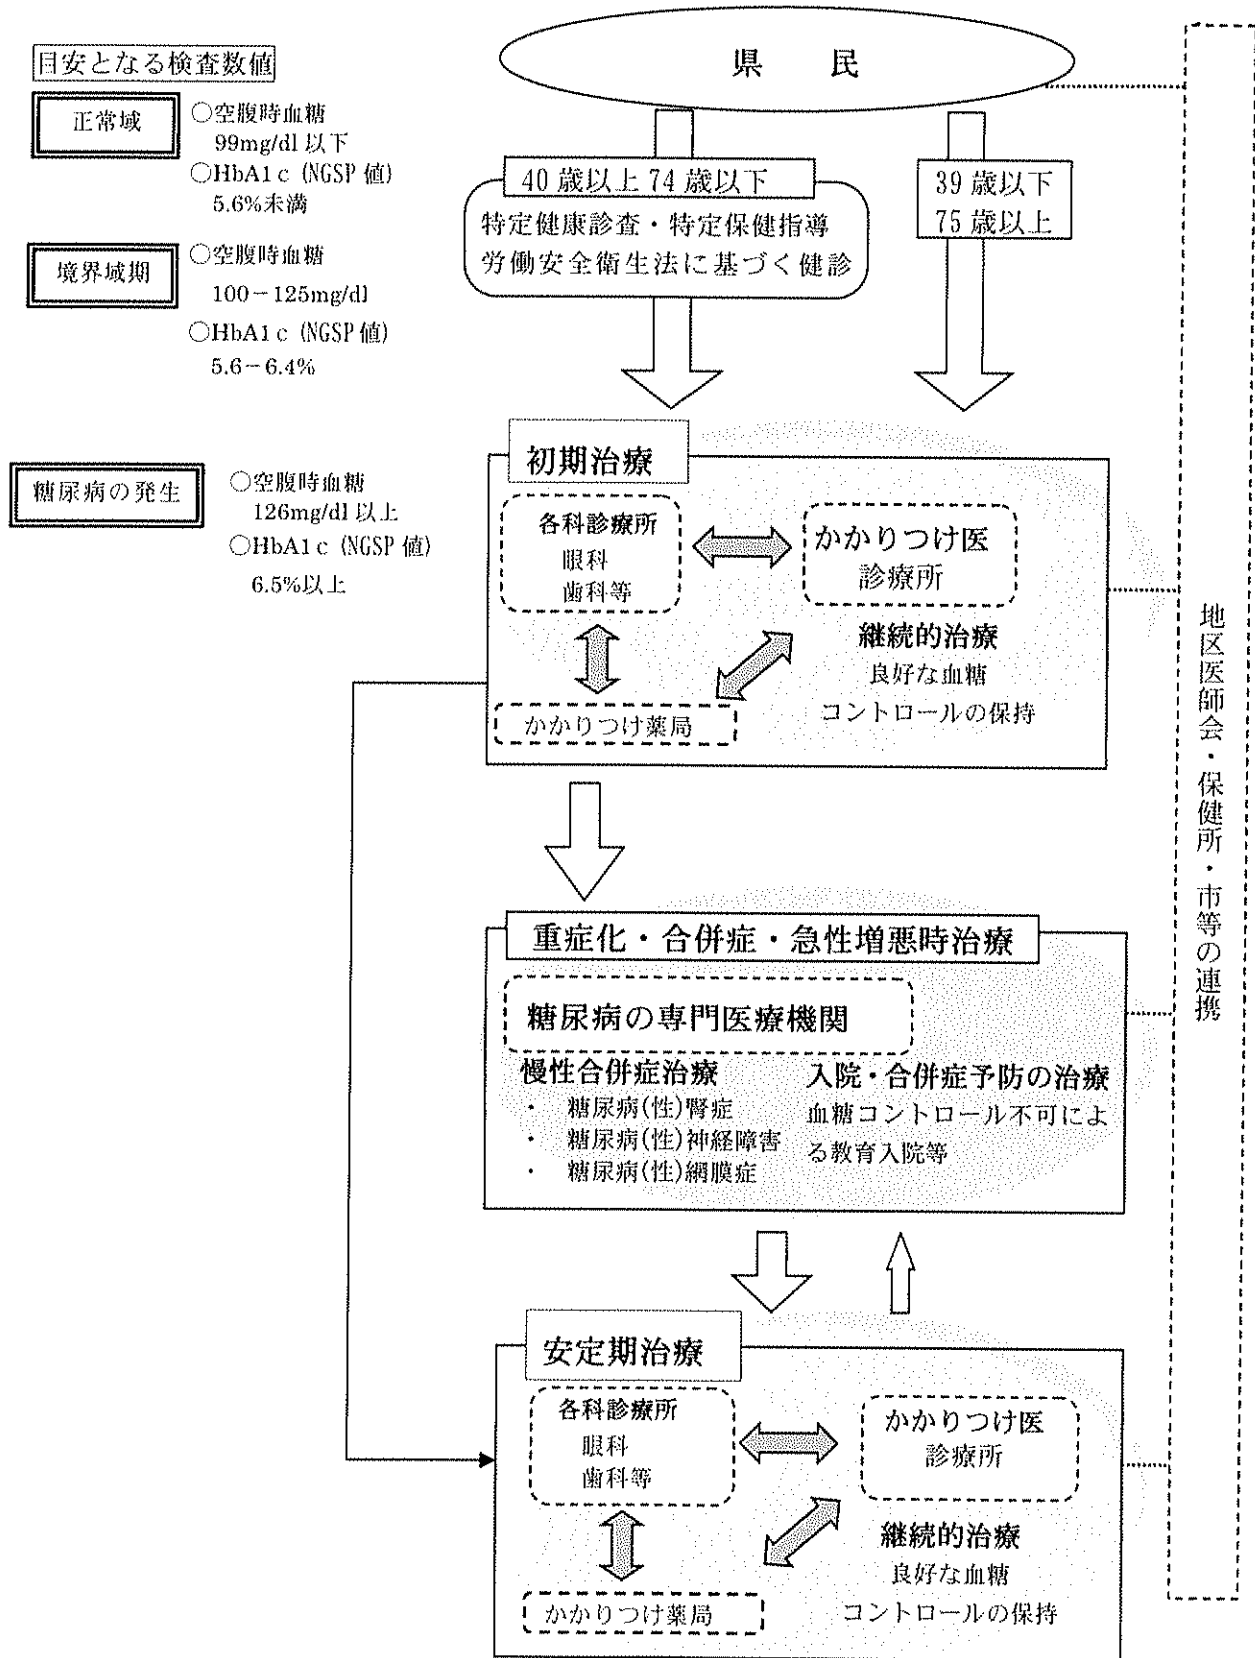 県　　民
目安となる検査数値
正常域
○空腹時血糖
99mg/dl 以下
○HbA1c (NGSP 値)
5.6%未満
境界域期
○空腹時血糖
100－125mg/dl
○HbA1c (NGSP 値)
5.6－6.4%
40 歳以上 74 歳以下
特定健康診査・特定保健指導
労働安全衛生法に基づく健診
39 歳以下
75 歳以上
糖尿病の発生
○空腹時血糖
126mg/dl 以上
○HbA1c (NGSP 値)
6.5%以上
初期治療
各科診療所
眼科
歯科等
かかりつけ医
診療所
継続的治療
良好な血糖
コントロールの保持
かかりつけ薬局
重症化・合併症・急性増悪時治療
糖尿病の専門医療機関
慢性合併症治療
・　糖尿病(性)腎症
・　糖尿病(性)神経障害
・　糖尿病(性)網膜症
入院・合併症予防の治療
血糖コントロール不可によ
る教育入院等
安定期治療
各科診療所
眼科
歯科等
かかりつけ医
診療所
継続的治療
良好な血糖
コントロールの保持
かかりつけ薬局
地区医師会・保健所・市等の連携